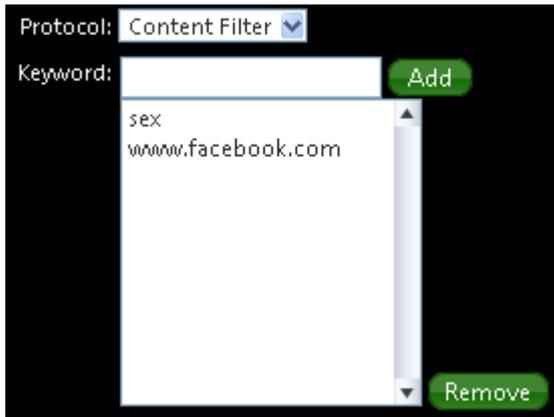 Protocol: Content Filter
Keyword: Add
sex
www.facebook.com
Remove